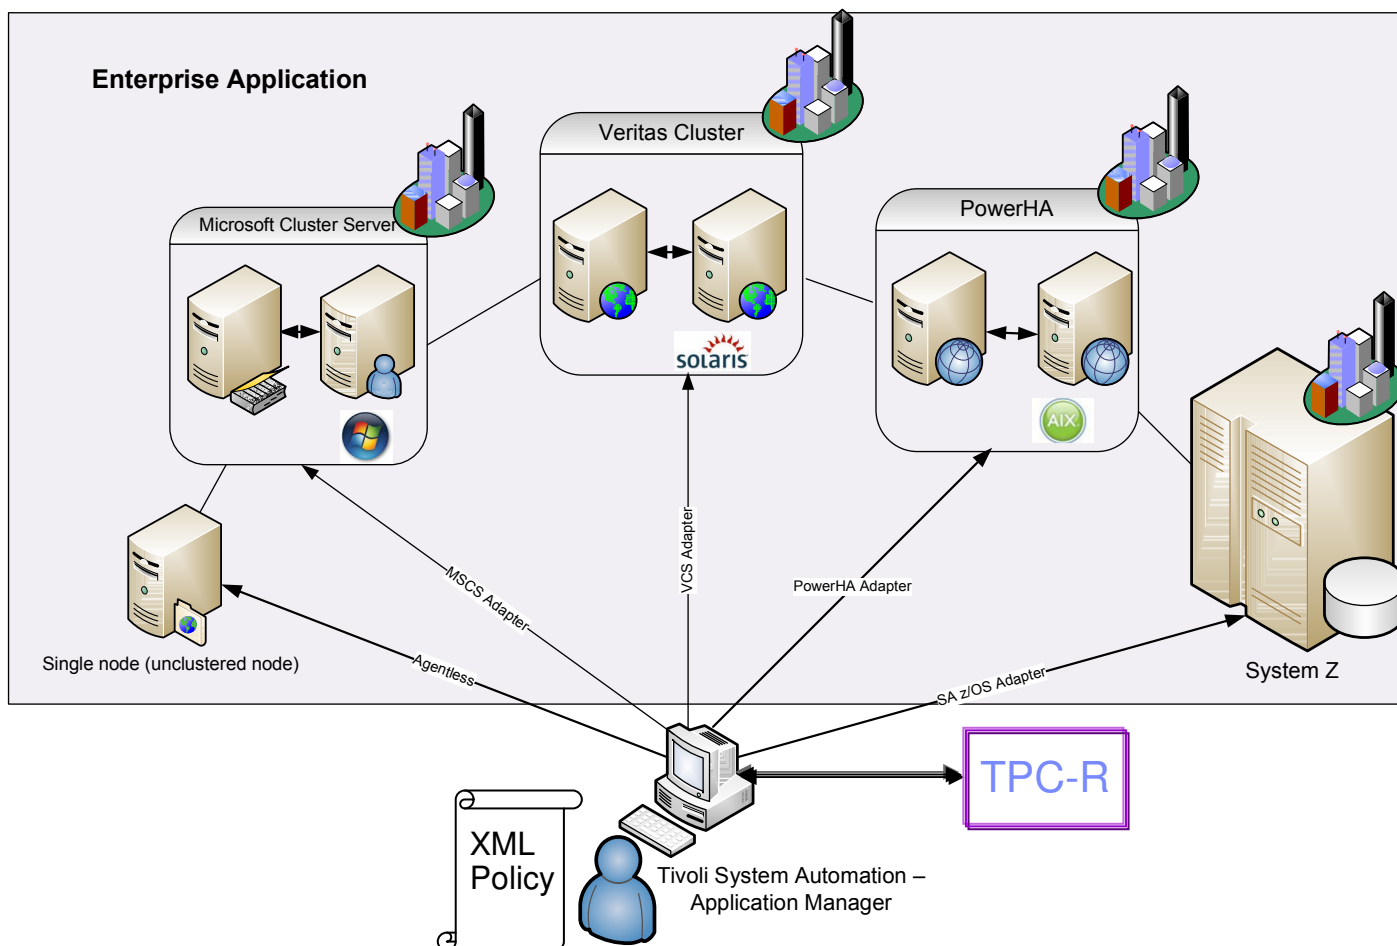 Enterprise Application
Veritas Cluster
Microsoft Cluster Server
PowerHA
solaris
AIX
MSCS Adapter
VCS Adapter
PowerHA Adapter
Single node (unclustered node)
Agentless
SA z/OS Adapter
System Z
TPC-R
XML
Policy
Tivoli System Automation –
Application Manager